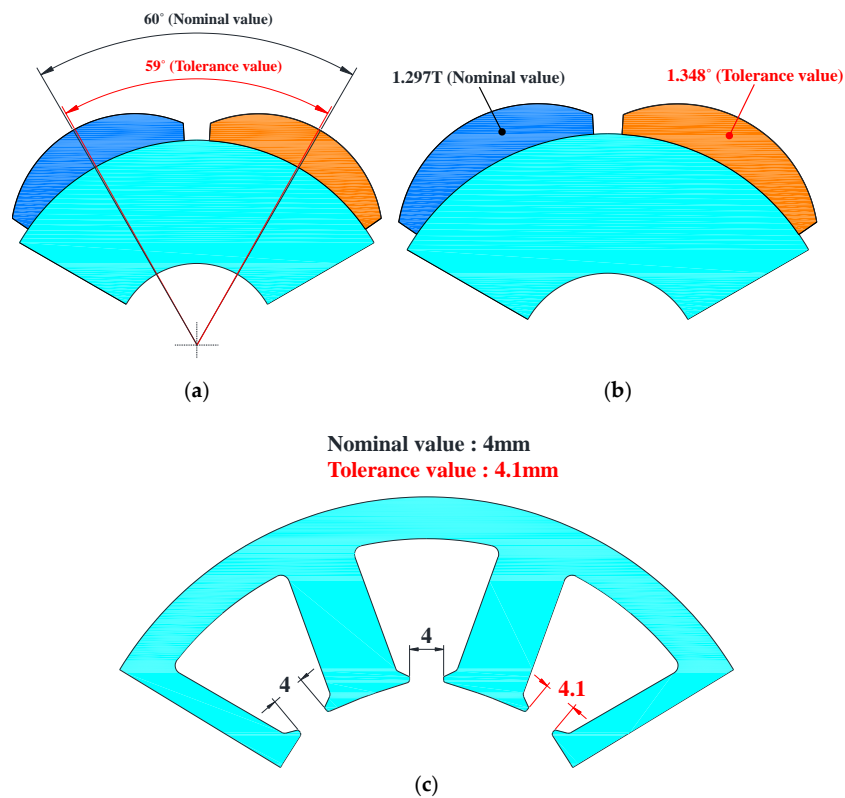 60° (Nominal value)
59° (Tolerance value)
1.297T (Nominal value)
1.348° (Tolerance value)
(a)
(b)
Nominal value : 4mm
Tolerance value : 4.1mm
4
4
4.1
(c)